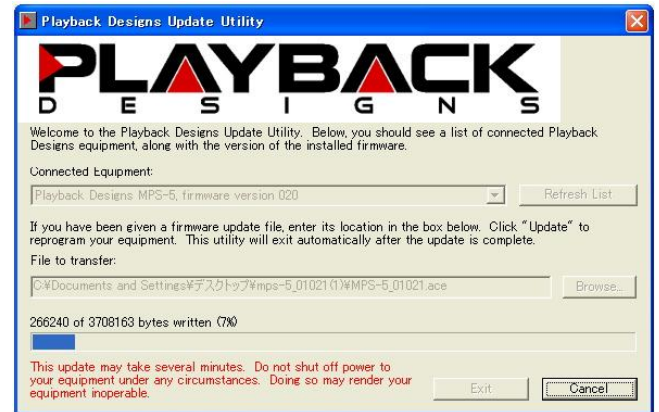 Playback Designs Update Utility
PLAYBACK
DESIGNS
Welcome to the Playback Designs Update Utility. Below, you should see a list of connected Playback
Designs equipment, along with the version of the installed firmware.
Connected Equipment:
Playback Designs MPS-5, firmware version 020
Refresh List
If you have been given a firmware update file, enter its location in the box below. Click "Update" to
reprogram your equipment. This utility will exit automatically after the update is complete.
File to transfer:
C:¥Documents and Settings¥デスクトップ¥mps-5_01021(1)¥MPS-5_01021.ace
Browse...
266240 of 3708163 bytes written (7%)
This update may take several minutes. Do not shut off power to
your equipment under any circumstances. Doing so may render your
equipment inoperable.
Exit
Cancel